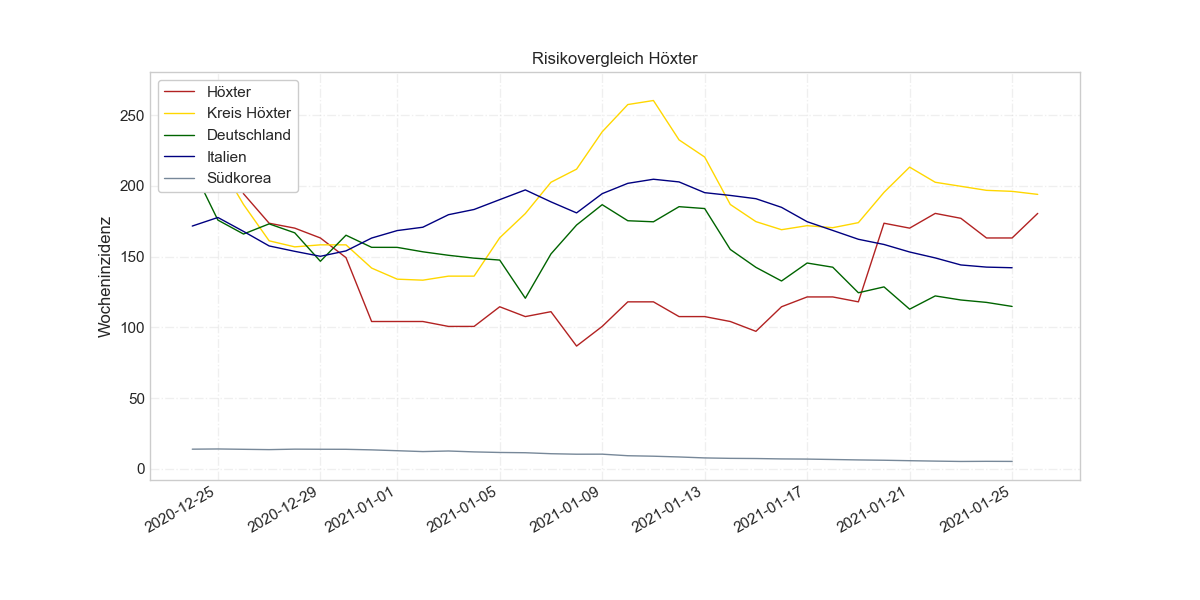 Risikovergleich Höxter
Höxter
Kreis Höxter
Deutschland
Italien
Südkorea
Wocheninzidenz
250
200
150
100
50
0
2020-12-25
2020-12-29
2021-01-01
2021-01-05
2021-01-09
2021-01-13
2021-01-17
2021-01-21
2021-01-25